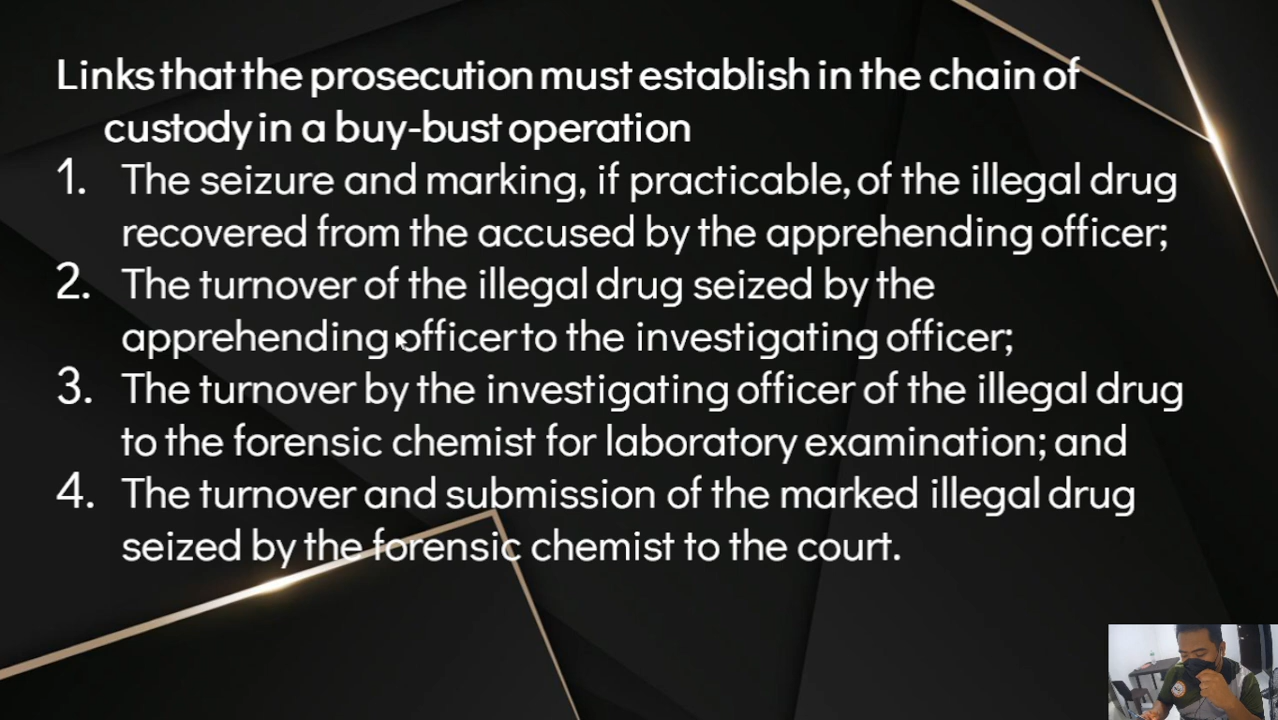 Links that the prosecution must establish in the chain of
custody in a buy-bust operation
1. The seizure and marking, if practicable, of the illegal drug
recovered from the accused by the apprehending officer;
2. The turnover of the illegal drug seized by the
apprehending officer to the investigating officer;
3. The turnover by the investigating officer of the illegal drug
to the forensic chemist for laboratory examination; and
4. The turnover and submission of the marked illegal drug
seized by the forensic chemist to the court.